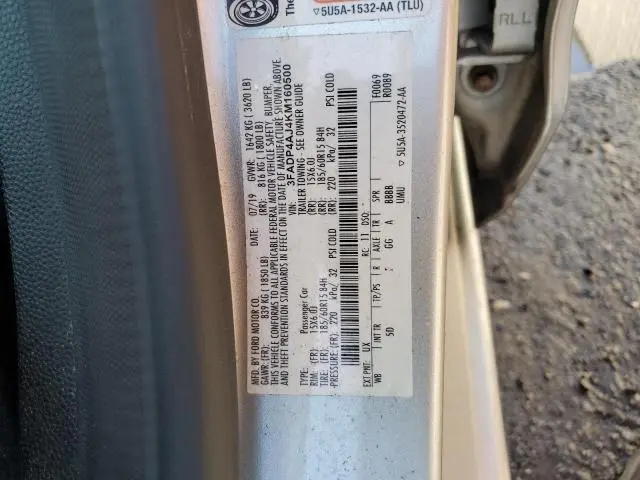 The
▽5U5A-1532-AA (TLU)
RLL
MFD. BY FORD MOTOR CO.
DATE: 07/19 GVWR: 1642 KG ( 3620 LB)
GAWR: (FR): 839 KG ( 1850 LB) (RR): 816 KG ( 1800 LB)
THIS VEHICLE CONFORMS TO ALL APPLICABLE FEDERAL MOTOR VEHICLE SAFETY, BUMPER,
AND THEFT PREVENTION STANDARDS IN EFFECT ON THE DATE OF MANUFACTURE SHOWN ABOVE.
VIN: 3FADP4AJ4KM160500
TYPE: Passenger Car TRAILER TOWING - SEE OWNER GUIDE
RIM: (FR): 15X6.0J (RR): 15X6.0J
TIRE: (FR): 185/60R15 84H (RR): 185/60R15 84H
PRESSURE: (FR): 220 kPa/ 32 PSI COLD (RR): 220 kPa/ 32 PSI COLD
EXT PNT: UX RC: 11 DSO: F0069
WB INT TR TP/PS R AXLE TR SPR R0089
5D GG A BBBB
UMU
▽5U5A-3520472-AA